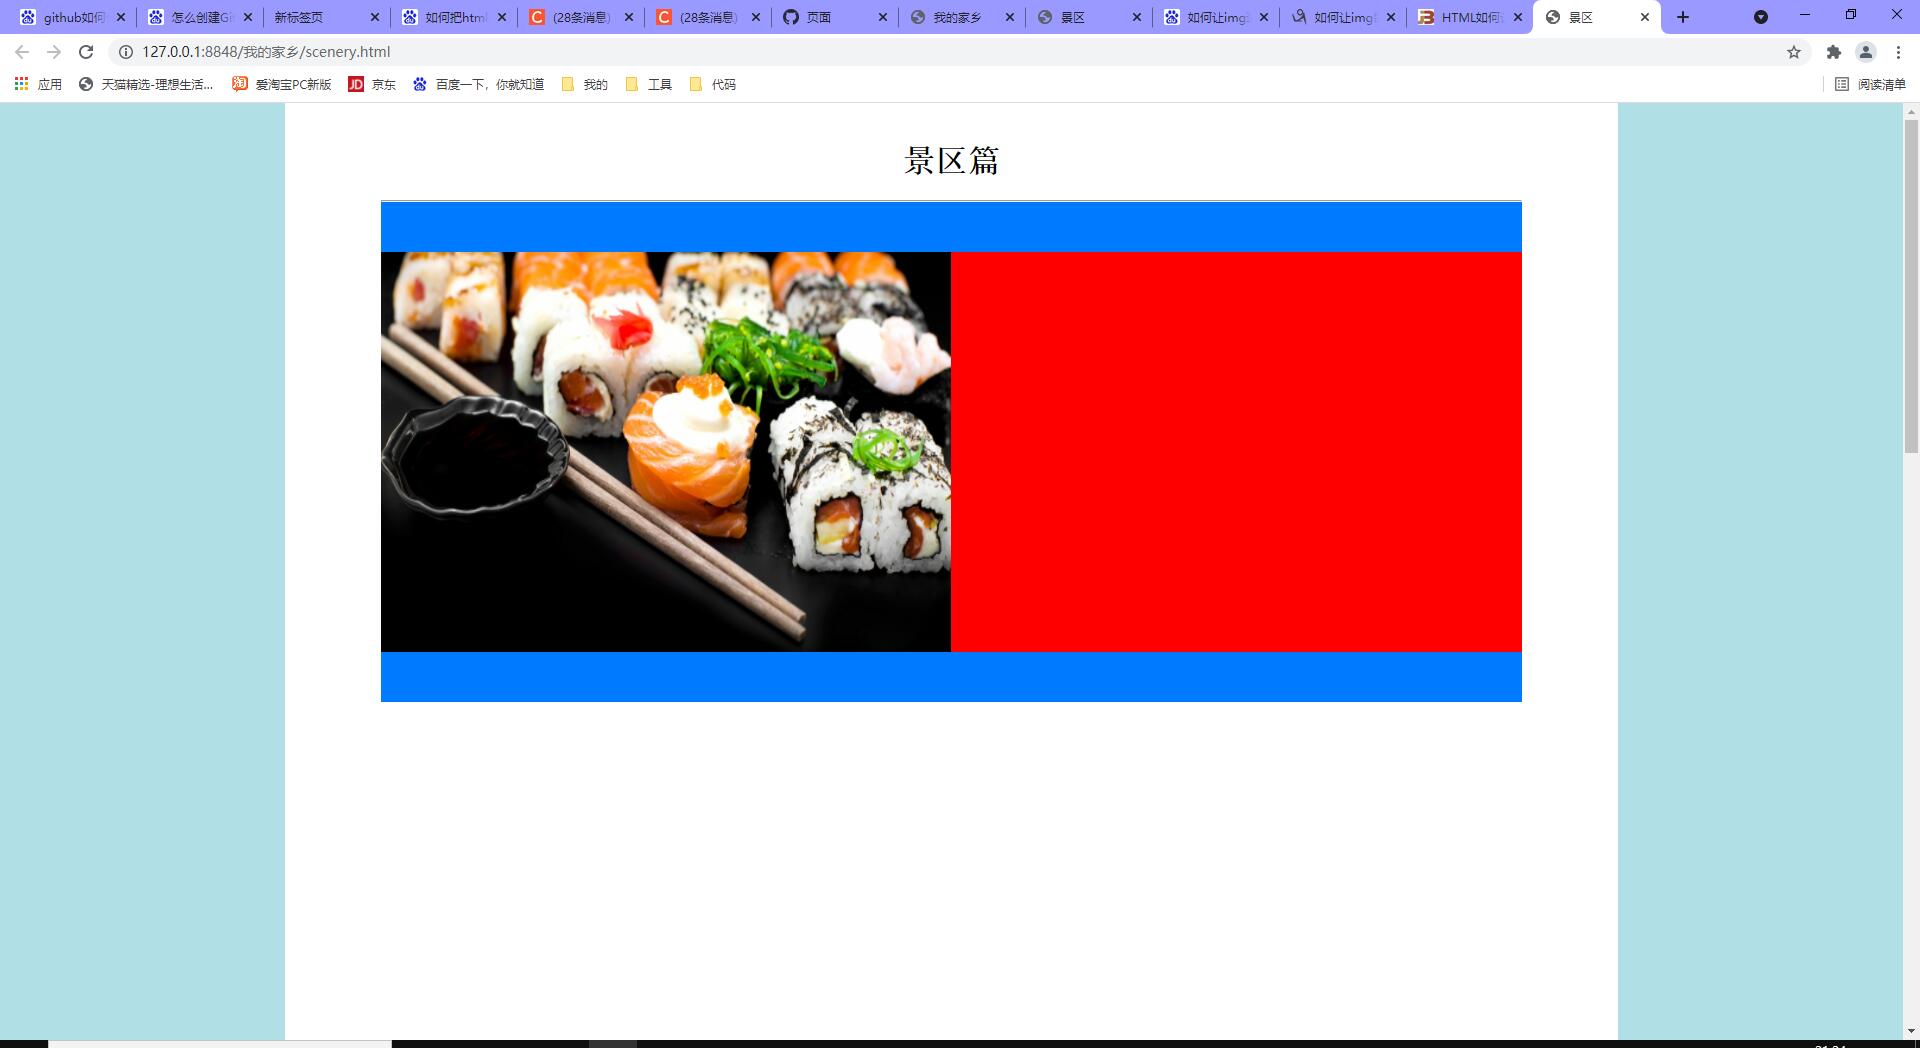 github如何
怎么创建Gi
新标签页
如何把html
(28条消息)
(28条消息)
页面
我的家乡
景区
如何让img
如何让img
HTML如何
景区
127.0.0.1:8848/我的家乡/scenery.html
应用
天猫精选-理想生活...
爱淘宝PC新版
京东
百度一下，你就知道
我的
工具
代码
阅读清单
景区篇